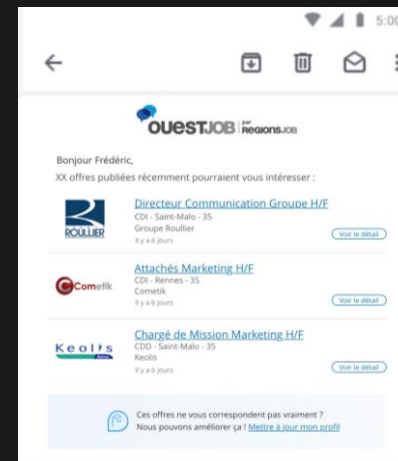 5:00
OUESTJOB par REGIONSJOB
Bonjour Frédéric,
XX offres publiées récemment pourraient vous intéresser :
Directeur Communication Groupe H/F
CDI - Saint-Malo - 35
ROULLIER
Groupe Roullier
Voir le détail
Il y a 6 jours
Attachés Marketing H/F
CDI - Rennes - 35
Cometik
Cometik
Voir le détail
Il y a 6 jours
Chargé de Mission Marketing H/F
Keolis
CDD - Saint-Malo - 35
Keolis
Voir le détail
Il y a 6 jours
Ces offres ne vous correspondent pas vraiment ?
Nous pouvons améliorer ça ! Mettre à jour mon profil